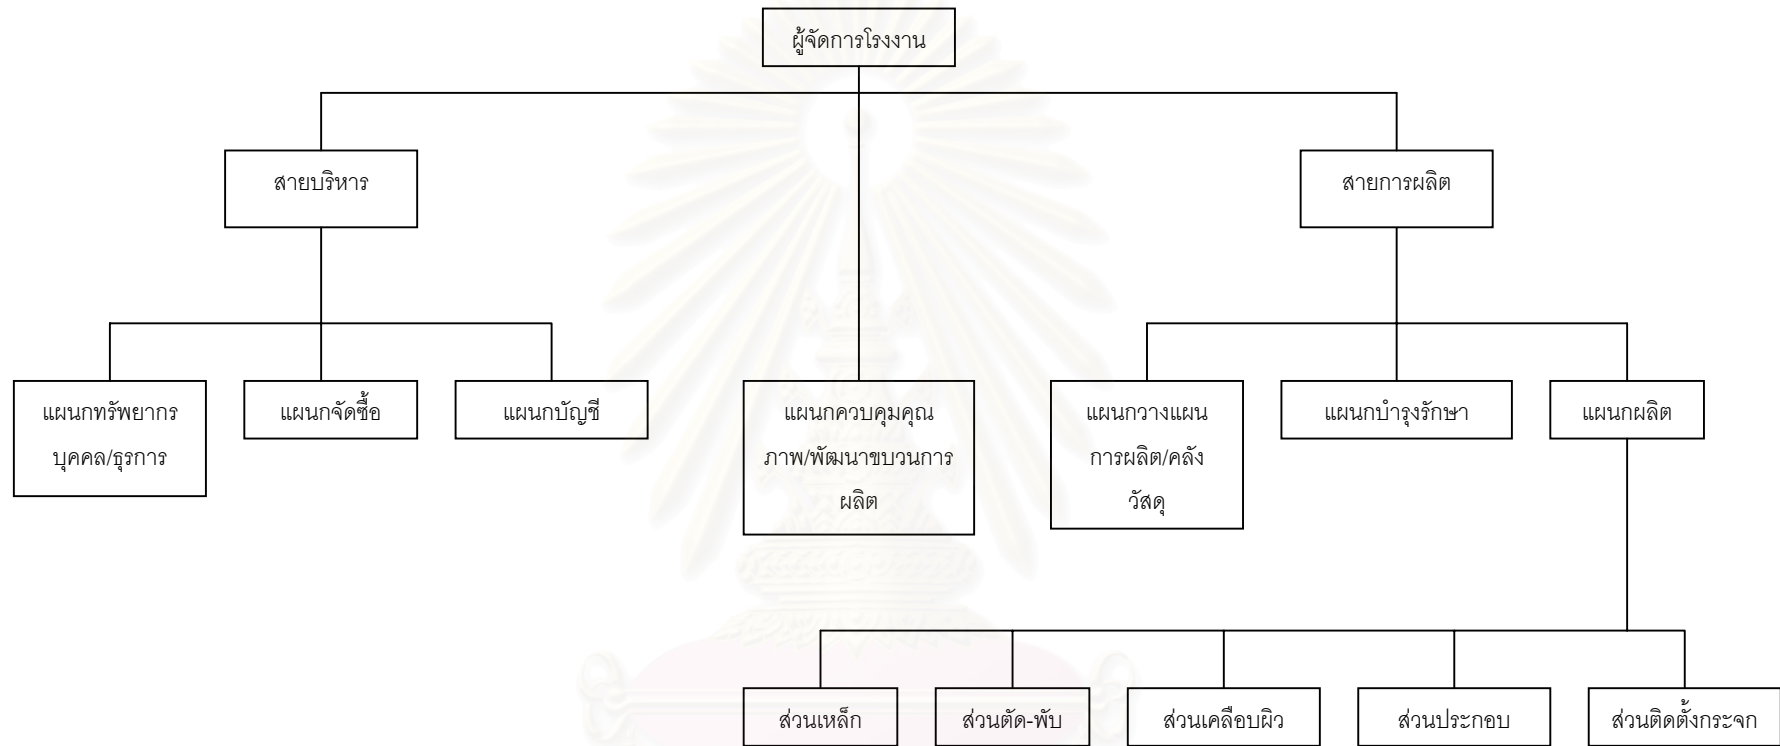 ผู้จัดการโรงงาน
สายบริหาร
สายการผลิต
แผนกทรัพยากร
บุคคล/ธุรการ
แผนกจัดซื้อ
แผนกบัญชี
แผนกควบคุมคุณ
ภาพ/พัฒนาขบวนการ
ผลิต
แผนกวางแผน
การผลิต/คลัง
วัสดุ
แผนกบำรุงรักษา
แผนกผลิต
ส่วนเหล็ก
ส่วนตัด-พับ
ส่วนเคลือบผิว
ส่วนประกอบ
ส่วนติดตั้งกระจก